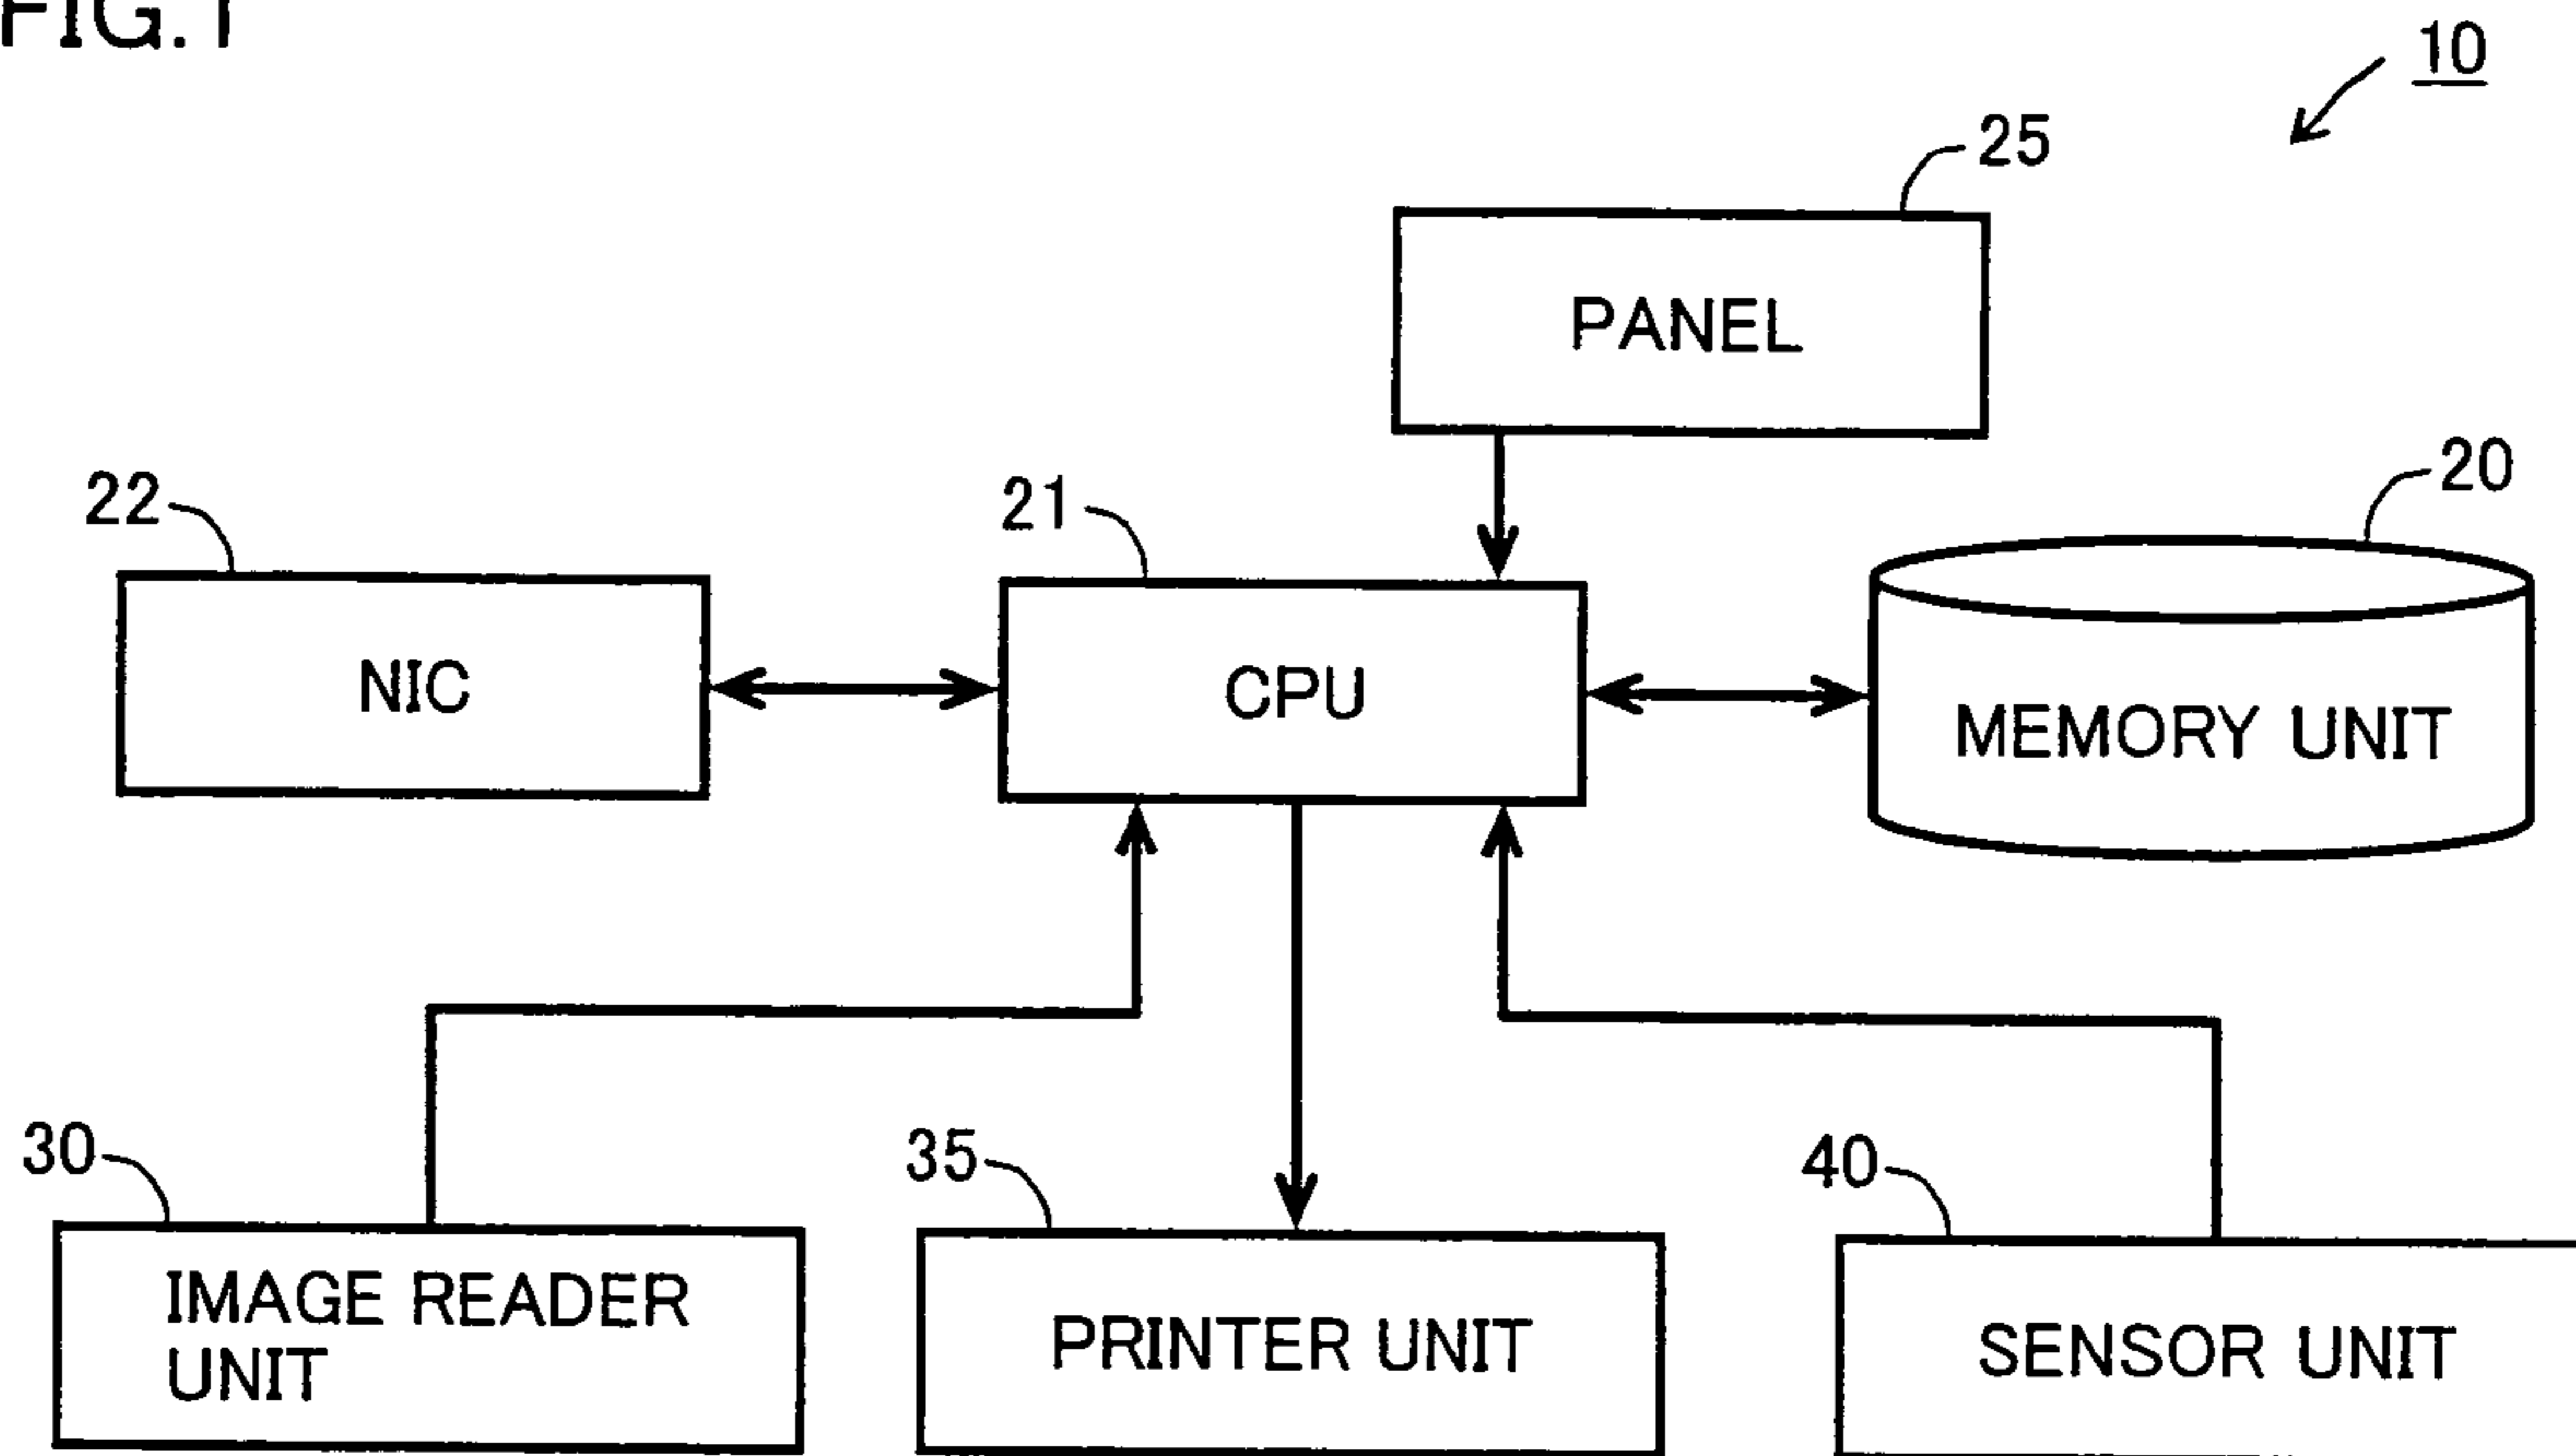 FIG.1
10
25
PANEL
22
21
20
NIC
CPU
MEMORY UNIT
30
35
40
IMAGE READER
UNIT
PRINTER UNIT
SENSOR UNIT